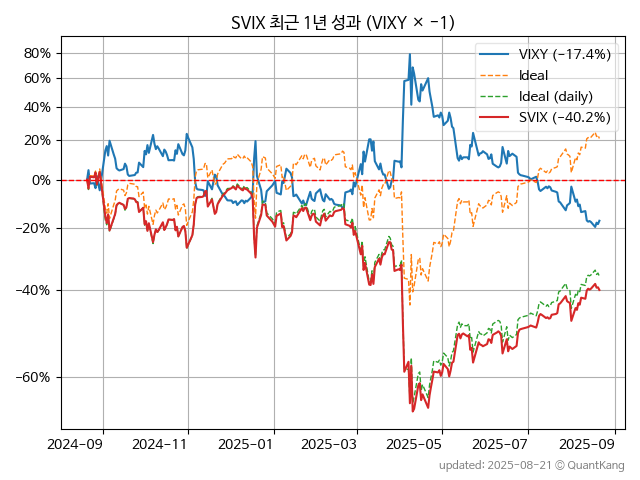 SVIX 최근 1년 성과 (VIXY × −1)
80%
60%
40%
20%
0%
−20%
−40%
−60%
VIXY (−17.4%)
Ideal
Ideal (daily)
SVIX (−40.2%)
2024-09
2024-11
2025-01
2025-03
2025-05
2025-07
2025-09
updated: 2025-08-21 © QuantKang